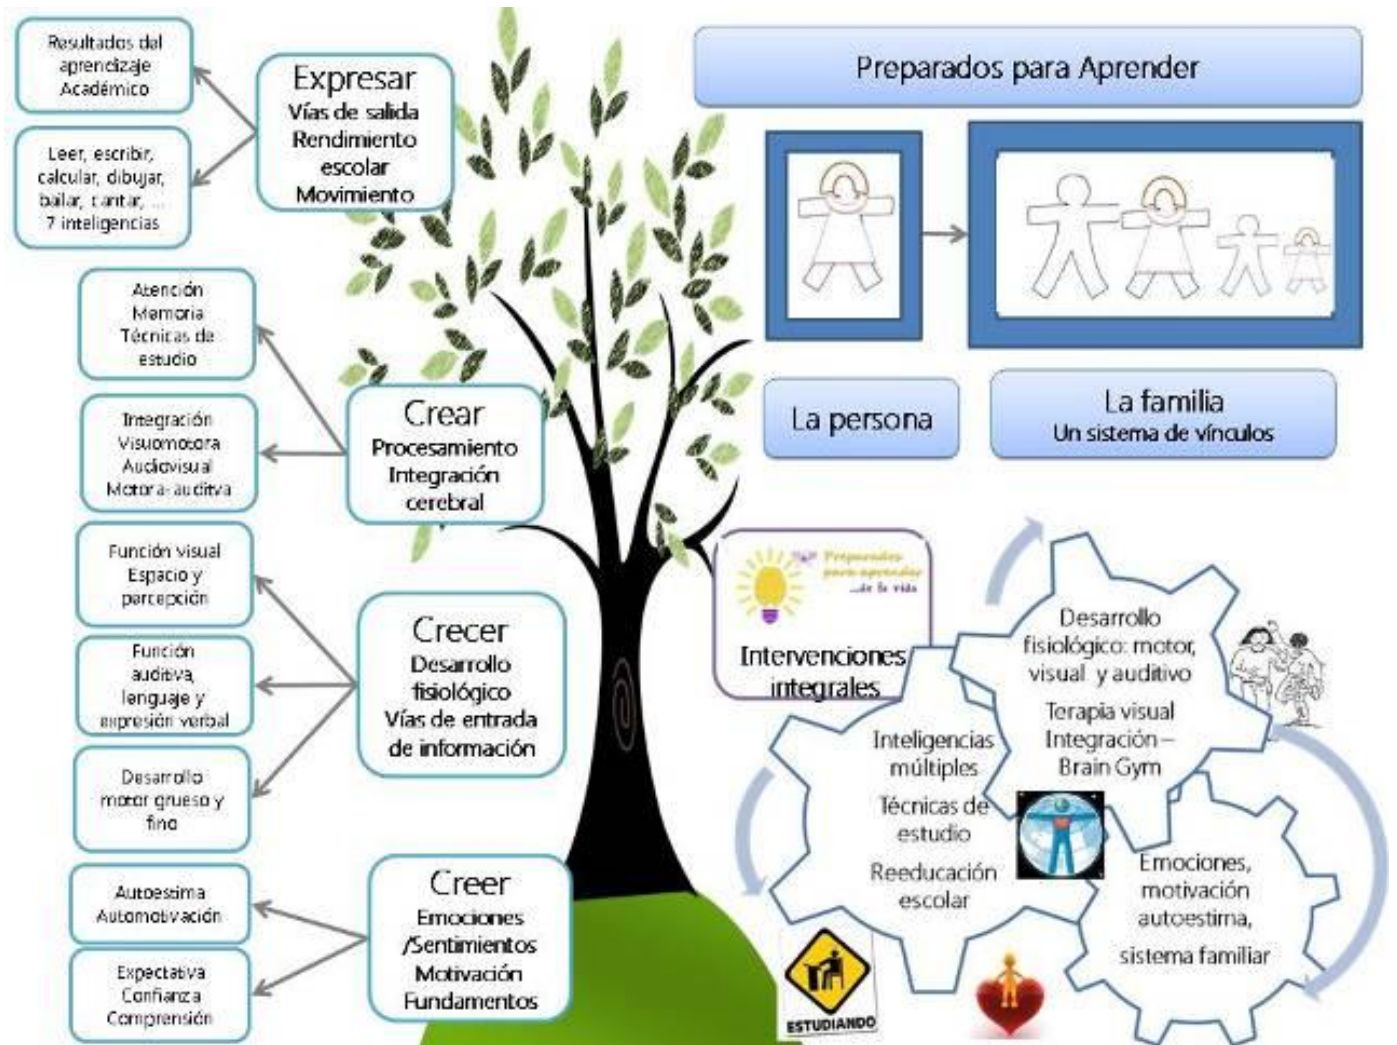 Resultados del
aprendizaje
Académico
Leer, escribir,
calcular, dibujar,
bailar, cantar, ...
7 inteligencias
Expresar
Vías de salida
Rendimiento
escolar
Movimiento
Atención
Memoria
Técnicas de
estudio
Integración
Visuomotora
Audiovisual
Motora-auditva
Crear
Procesamiento
Integración
cerebral
Función visual
Espacio y
percepción
Función
auditiva,
lenguaje y
expresión verbal
Desarrollo
motor grueso y
fino
Crecer
Desarrollo
fisiológico
Vías de entrada
de información
Autoestima
Automotivación
Expectativa
Confianza
Comprensión
Creer
Emociones
/Sentimientos
Motivación
Fundamentos
Preparados para Aprender
La persona
La familia
Un sistema de vínculos
Preparados
para aprender
...de la vida
Intervenciones
integrales
Desarrollo
fisiológico: motor,
visual y auditivo
Terapia visual
Integración –
Brain Gym
Inteligencias
múltiples
Técnicas de
estudio
Reeducación
escolar
Emociones,
motivación
autoestima,
sistema familiar
ESTUDIANDO